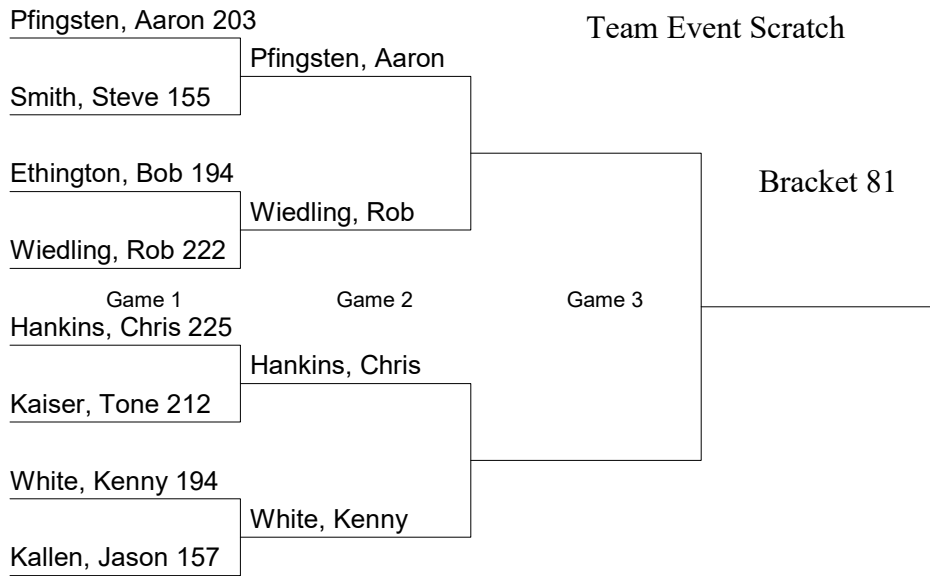 Pfingsten, Aaron 203
Team Event Scratch
Pfingsten, Aaron
Smith, Steve 155
Ethington, Bob 194
Bracket 81
Wiedling, Rob
Wiedling, Rob 222
Game 1
Game 2
Game 3
Hankins, Chris 225
Hankins, Chris
Kaiser, Tone 212
White, Kenny 194
White, Kenny
Kallen, Jason 157